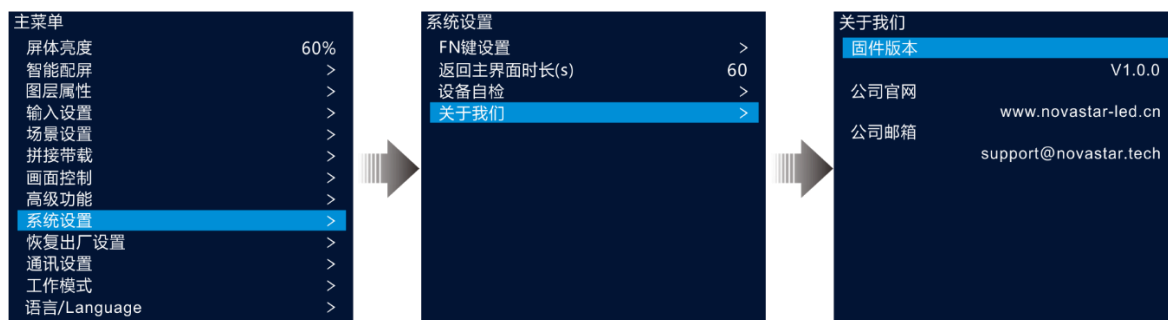 主菜单
屏体亮度 60%
智能配屏 >
图层属性 >
输入设置 >
场景设置 >
拼接带载 >
画面控制 >
高级功能 >
系统设置 >
恢复出厂设置 >
通讯设置 >
工作模式 >
语言/Language >
系统设置
FN键设置 >
返回主界面时长(s) 60
设备自检 >
关于我们 >
关于我们
固件版本
V1.0.0
公司官网
www.novastar-led.cn
公司邮箱
support@novastar.tech